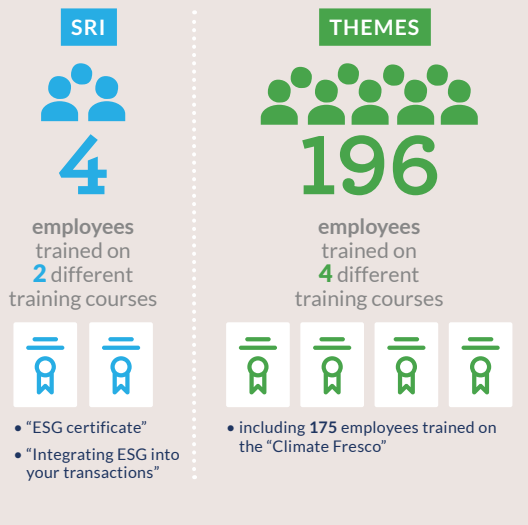 SRI
4
employees
trained on
2 different
training courses
• “ESG certificate”
• “Integrating ESG into
your transactions”
THEMES
196
employees
trained on
4 different
training courses
• including 175 employees trained on
the “Climate Fresco”